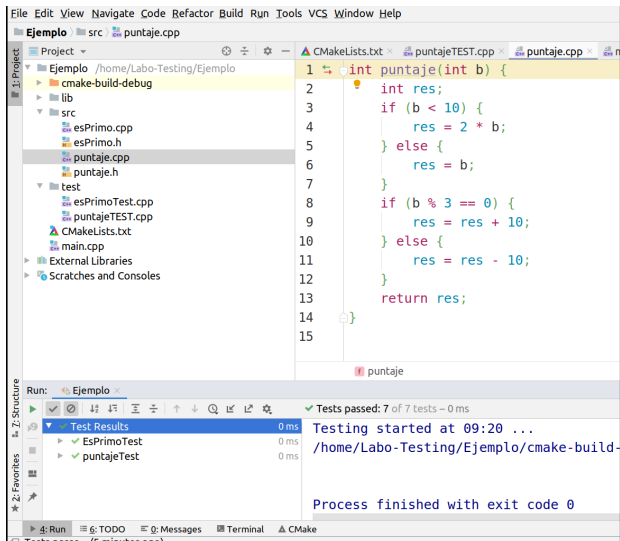 File Edit View Navigate Code Refactor Build Run Tools VCS Window Help
Ejemplo src puntaje.cpp
1: Project
Project
CMakeLists.txt × puntajeTEST.cpp × puntaje.cpp ×
Ejemplo /home/Labo-Testing/Ejemplo
cmake-build-debug
lib
src
esPrimo.cpp
esPrimo.h
puntaje.cpp
puntaje.h
test
esPrimoTest.cpp
puntajeTEST.cpp
CMakeLists.txt
main.cpp
External Libraries
Scratches and Consoles
1 int puntaje(int b) {
2 int res;
3 if (b < 10) {
4 res = 2 * b;
5 } else {
6 res = b;
7 }
8 if (b % 3 == 0) {
9 res = res + 10;
10 } else {
11 res = res - 10;
12 }
13 return res;
14 }
15
f puntaje
Run: Ejemplo ×
Tests passed: 7 of 7 tests – 0 ms
Test Results 0 ms
EsPrimoTest 0 ms
puntajeTest 0 ms
Testing started at 09:20 ...
/home/Labo-Testing/Ejemplo/cmake-build-
Process finished with exit code 0
Z: Structure
2: Favorites
4: Run 6: TODO 0: Messages Terminal CMake